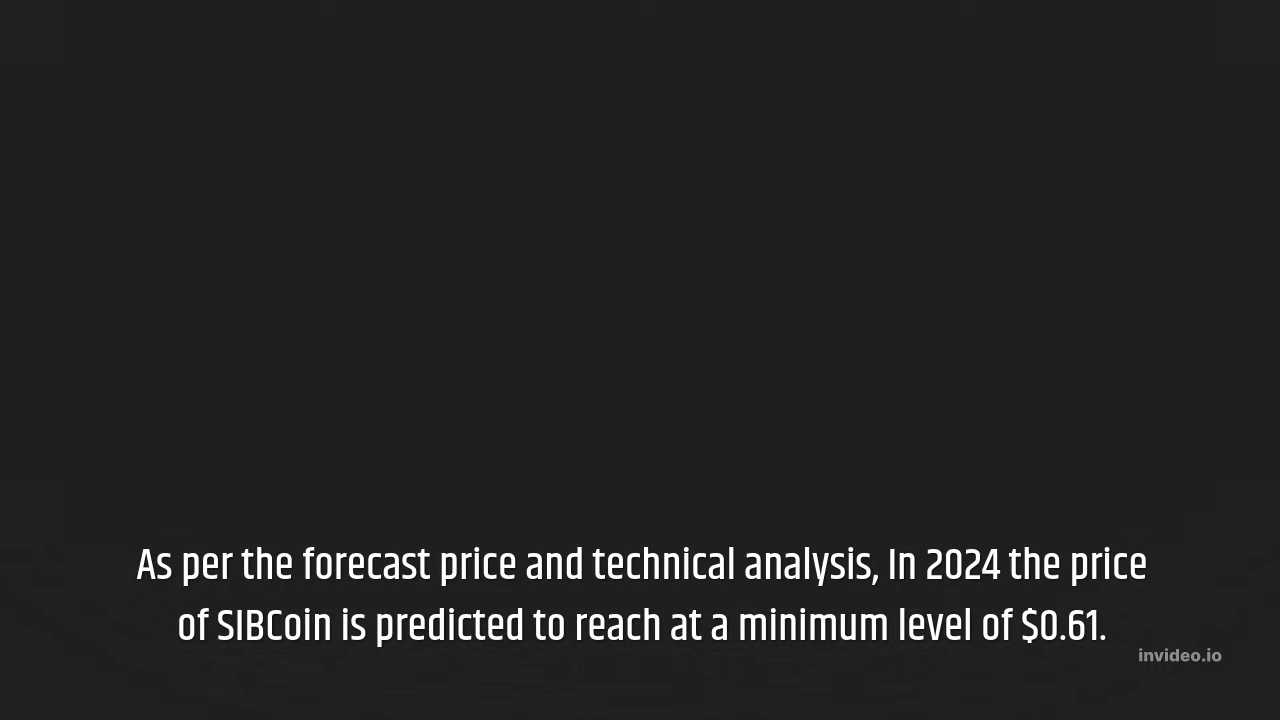 As per the forecast price and technical analysis, In 2024 the price
of SIBCoin is predicted to reach at a minimum level of $0.61.
invideo.io